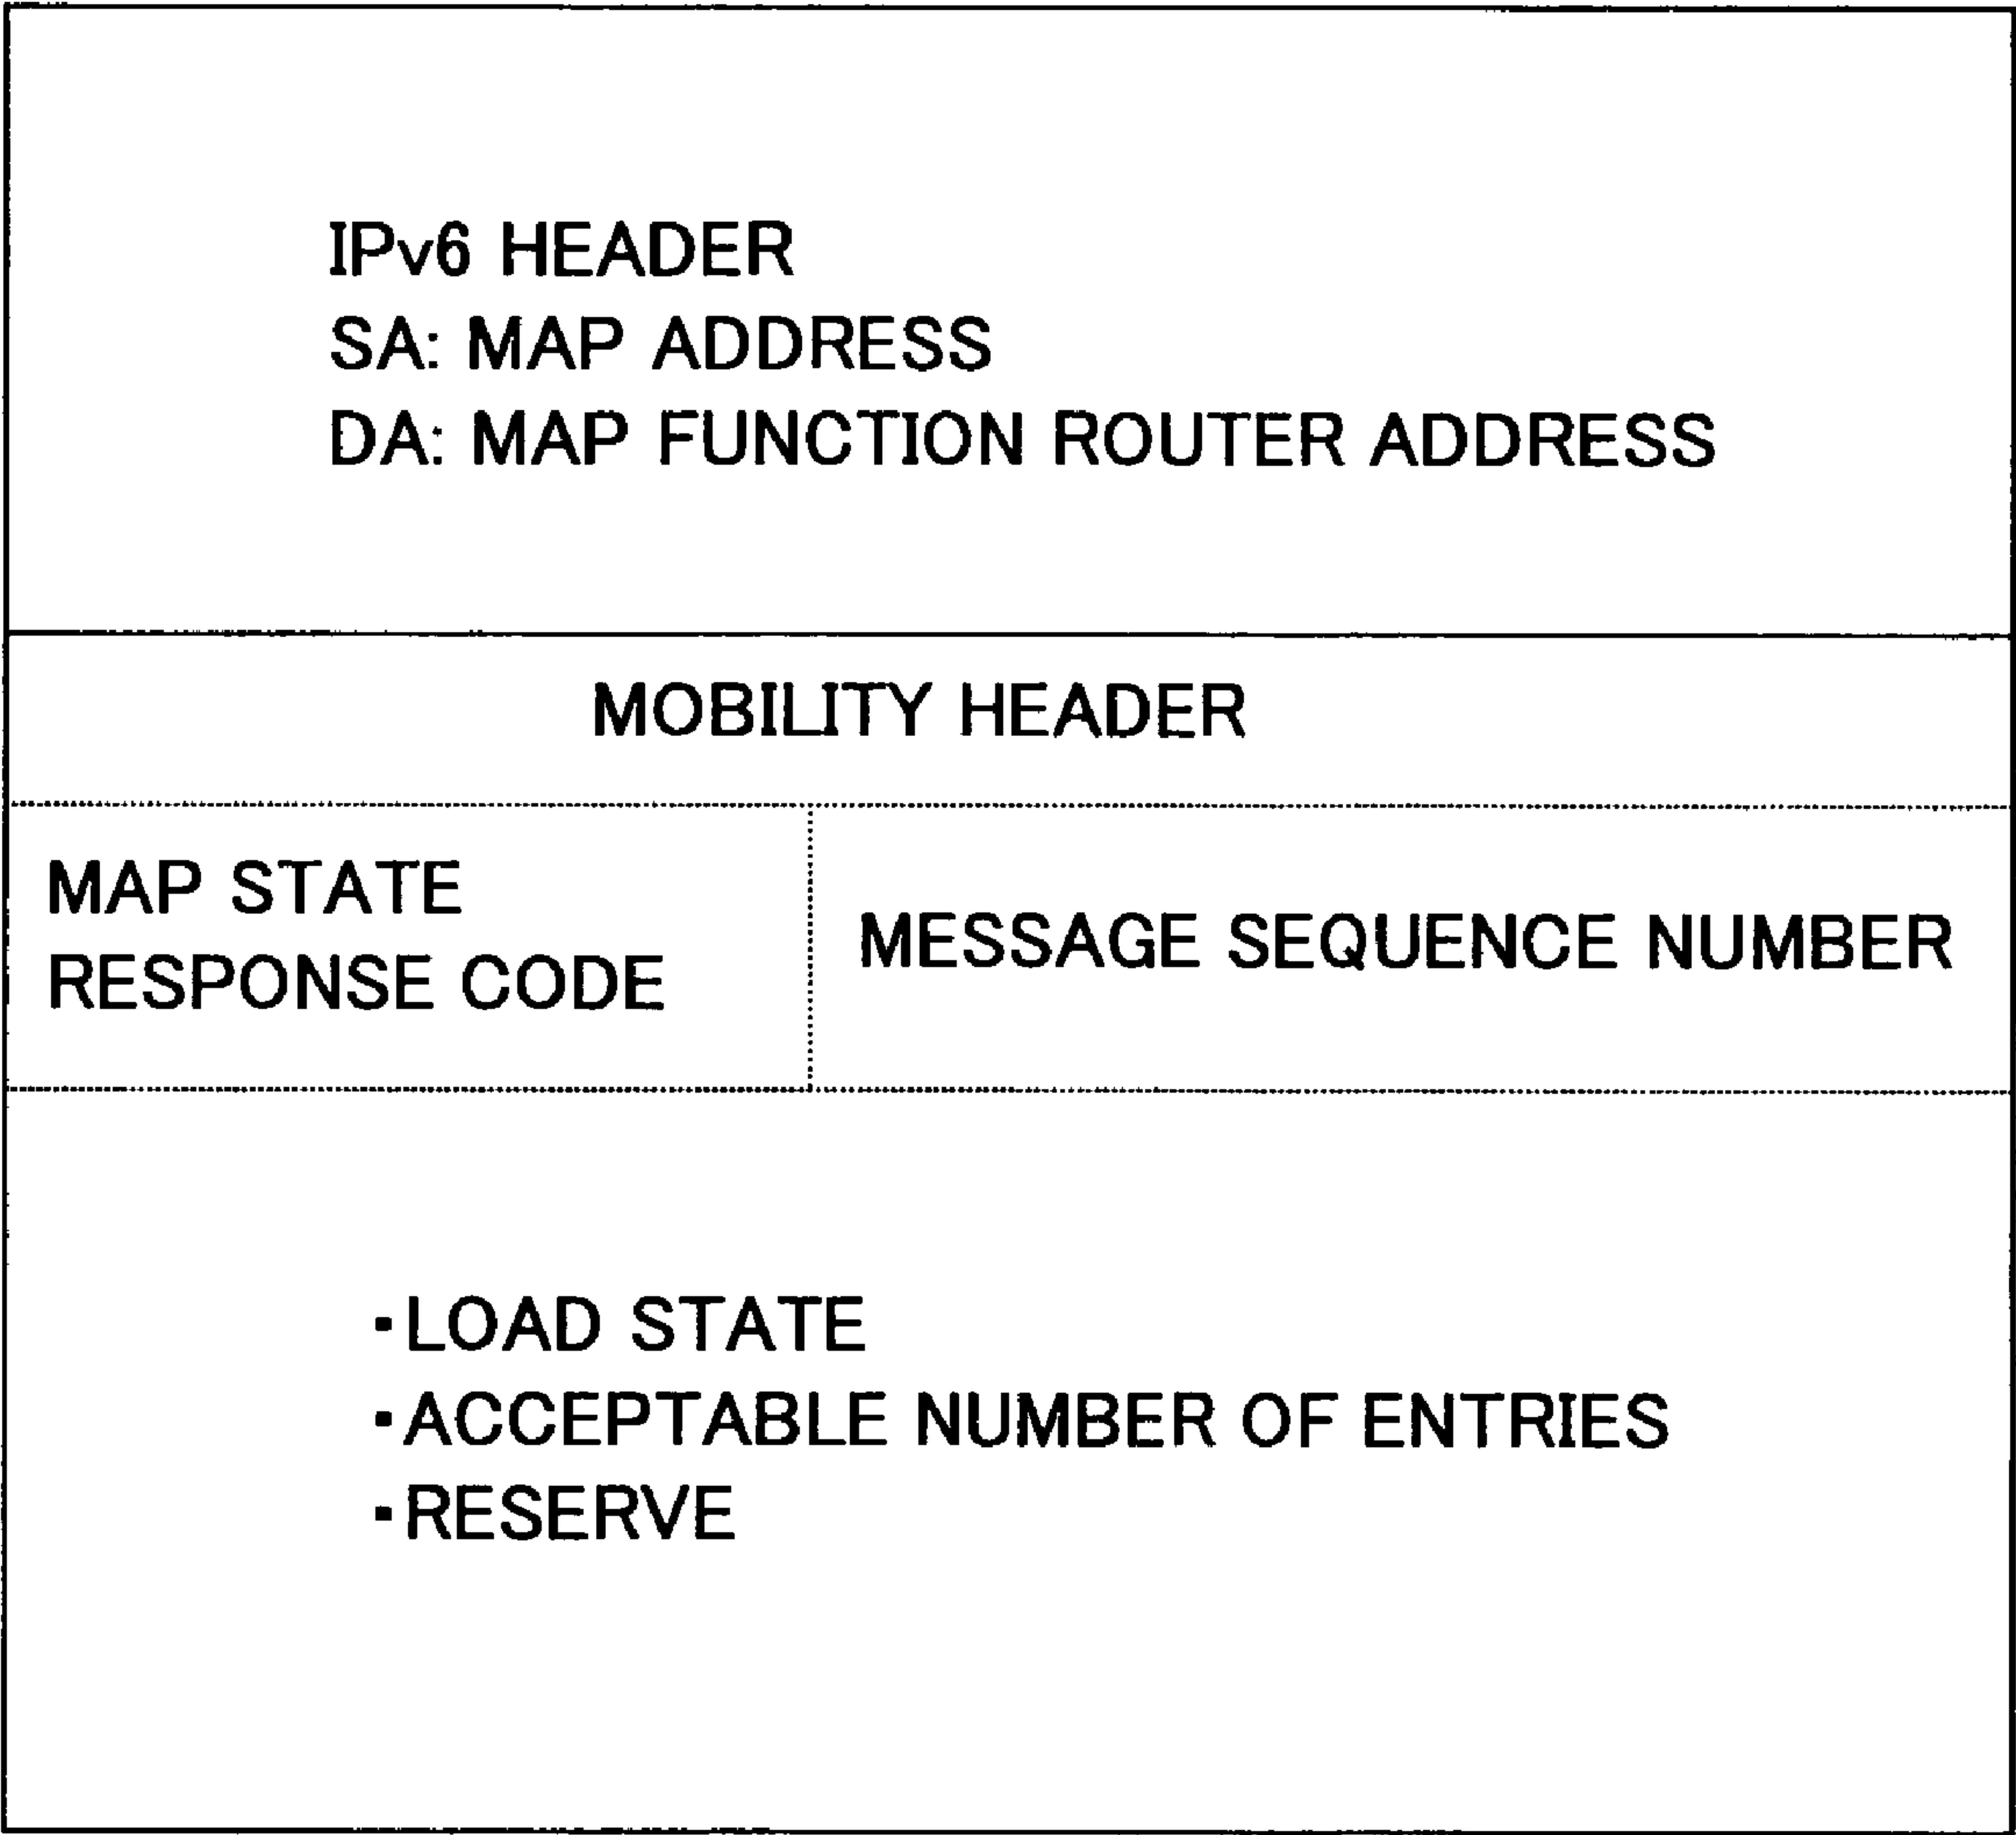 IPv6 HEADER
SA: MAP ADDRESS
DA: MAP FUNCTION ROUTER ADDRESS
MOBILITY HEADER
MAP STATE
RESPONSE CODE
MESSAGE SEQUENCE NUMBER
・LOAD STATE
・ACCEPTABLE NUMBER OF ENTRIES
・RESERVE